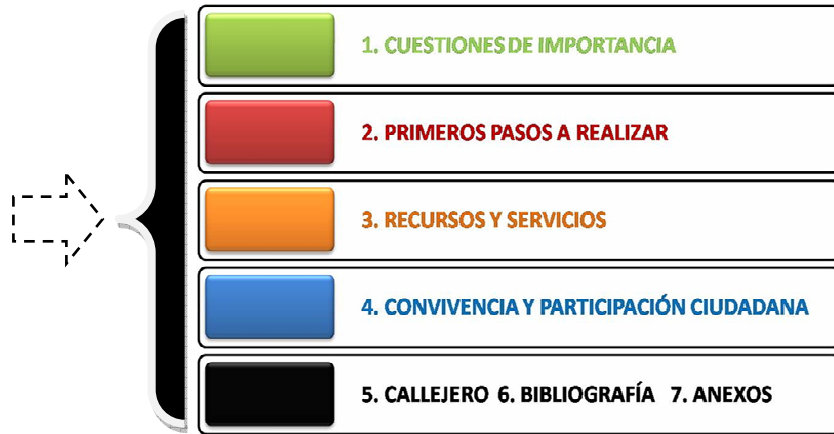 1. CUESTIONES DE IMPORTANCIA
2. PRIMEROS PASOS A REALIZAR
3. RECURSOS Y SERVICIOS
4. CONVIVENCIA Y PARTICIPACIÓN CIUDADANA
5. CALLEJERO 6. BIBLIOGRAFÍA 7. ANEXOS